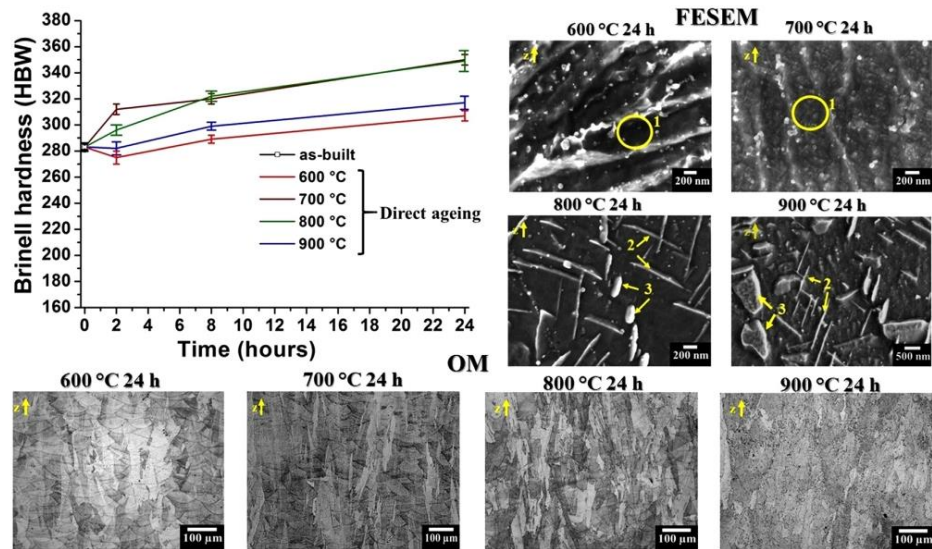 Brinell hardness (HBW)
380
360
340
320
300
280
260
240
220
200
180
160
0 2 4 6 8 10 12 14 16 18 20 22 24
Time (hours)
as-built
600 °C
700 °C
800 °C
900 °C
Direct ageing
FESEM
600 °C 24 h
z
1
200 nm
700 °C 24 h
z
1
200 nm
800 °C 24 h
z
2
3
200 nm
900 °C 24 h
z
2
3
500 nm
OM
600 °C 24 h
z
100 µm
700 °C 24 h
z
100 µm
800 °C 24 h
z
100 µm
900 °C 24 h
z
100 µm